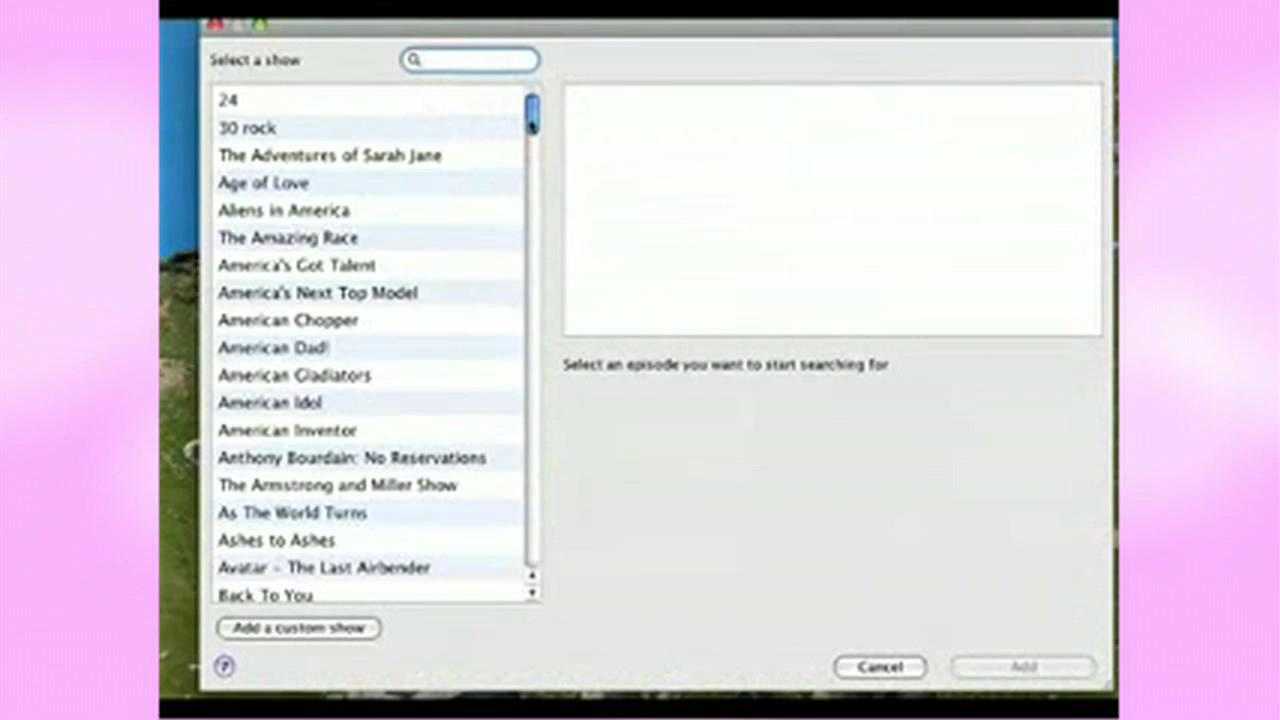 Select a show
24
30 rock
The Adventures of Sarah Jane
Age of Love
Aliens in America
The Amazing Race
America's Got Talent
America's Next Top Model
American Chopper
American Dad!
American Gladiators
American Idol
American Inventor
Anthony Bourdain: No Reservations
The Armstrong and Miller Show
As The World Turns
Ashes to Ashes
Avatar - The Last Airbender
Back To You
Add a custom show
?
Select an episode you want to start searching for
Cancel
Add